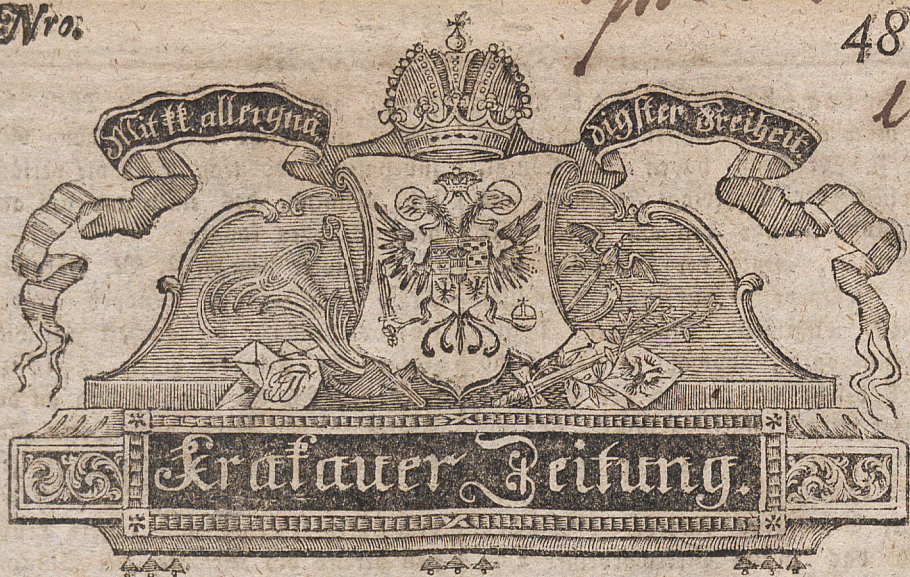 Nro. 48
Mit kk. allergnä digster Freiheit.
Krakauer Zeitung.